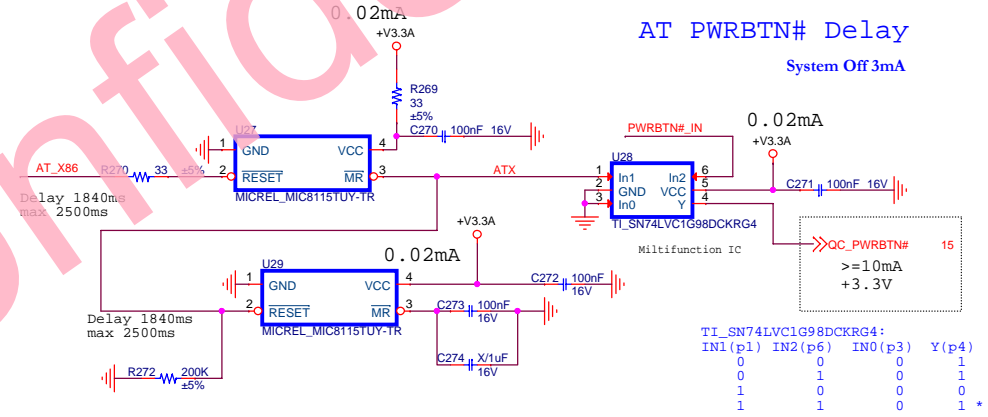 onfide
0.02mA
+V3.3A
AT PWRBTN# Delay
System Off 3mA
R269
33
±5%
C270 100nF 16V
U27
1 GND VCC 4
AT_X86 R270 33 ±5% 2 RESET MR 3
MICREL_MIC8115TUY-TR
Delay 1840ms
max 2500ms
ATX
PWRBTN#_IN
0.02mA
+V3.3A
U28
1 In1 In2 6
2 GND VCC 5
3 In0 Y 4
TI_SN74LVC1G98DCKRG4
Miltifunction IC
C271 100nF 16V
QC_PWRBTN# 15
>=10mA
+3.3V
+V3.3A
0.02mA
U29
1 GND VCC 4
2 RESET MR 3
MICREL_MIC8115TUY-TR
Delay 1840ms
max 2500ms
C272 100nF
16V
C273 100nF
16V
C274 X/1uF
16V
R272 200K
±5%
TI_SN74LVC1G98DCKRG4:
IN1(p1) IN2(p6) IN0(p3) Y(p4)
0 0 0 1
0 1 0 1
1 0 0 0
1 1 0 1 *